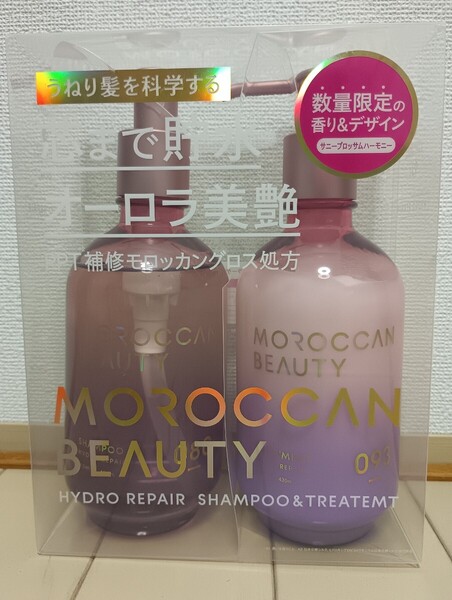 うねり髪を科学する
数量限定の
香り&デザイン
サニーブロッサムハーモニー
まで貯水
オーロラ美艶
補修モロッカングロス処方
MOROCCAN
BEAUTY
MOROCCAN
BEAUTY
MOROCCAN
BEAUTY
HYDRO REPAIR SHAMPOO&TREATEMT